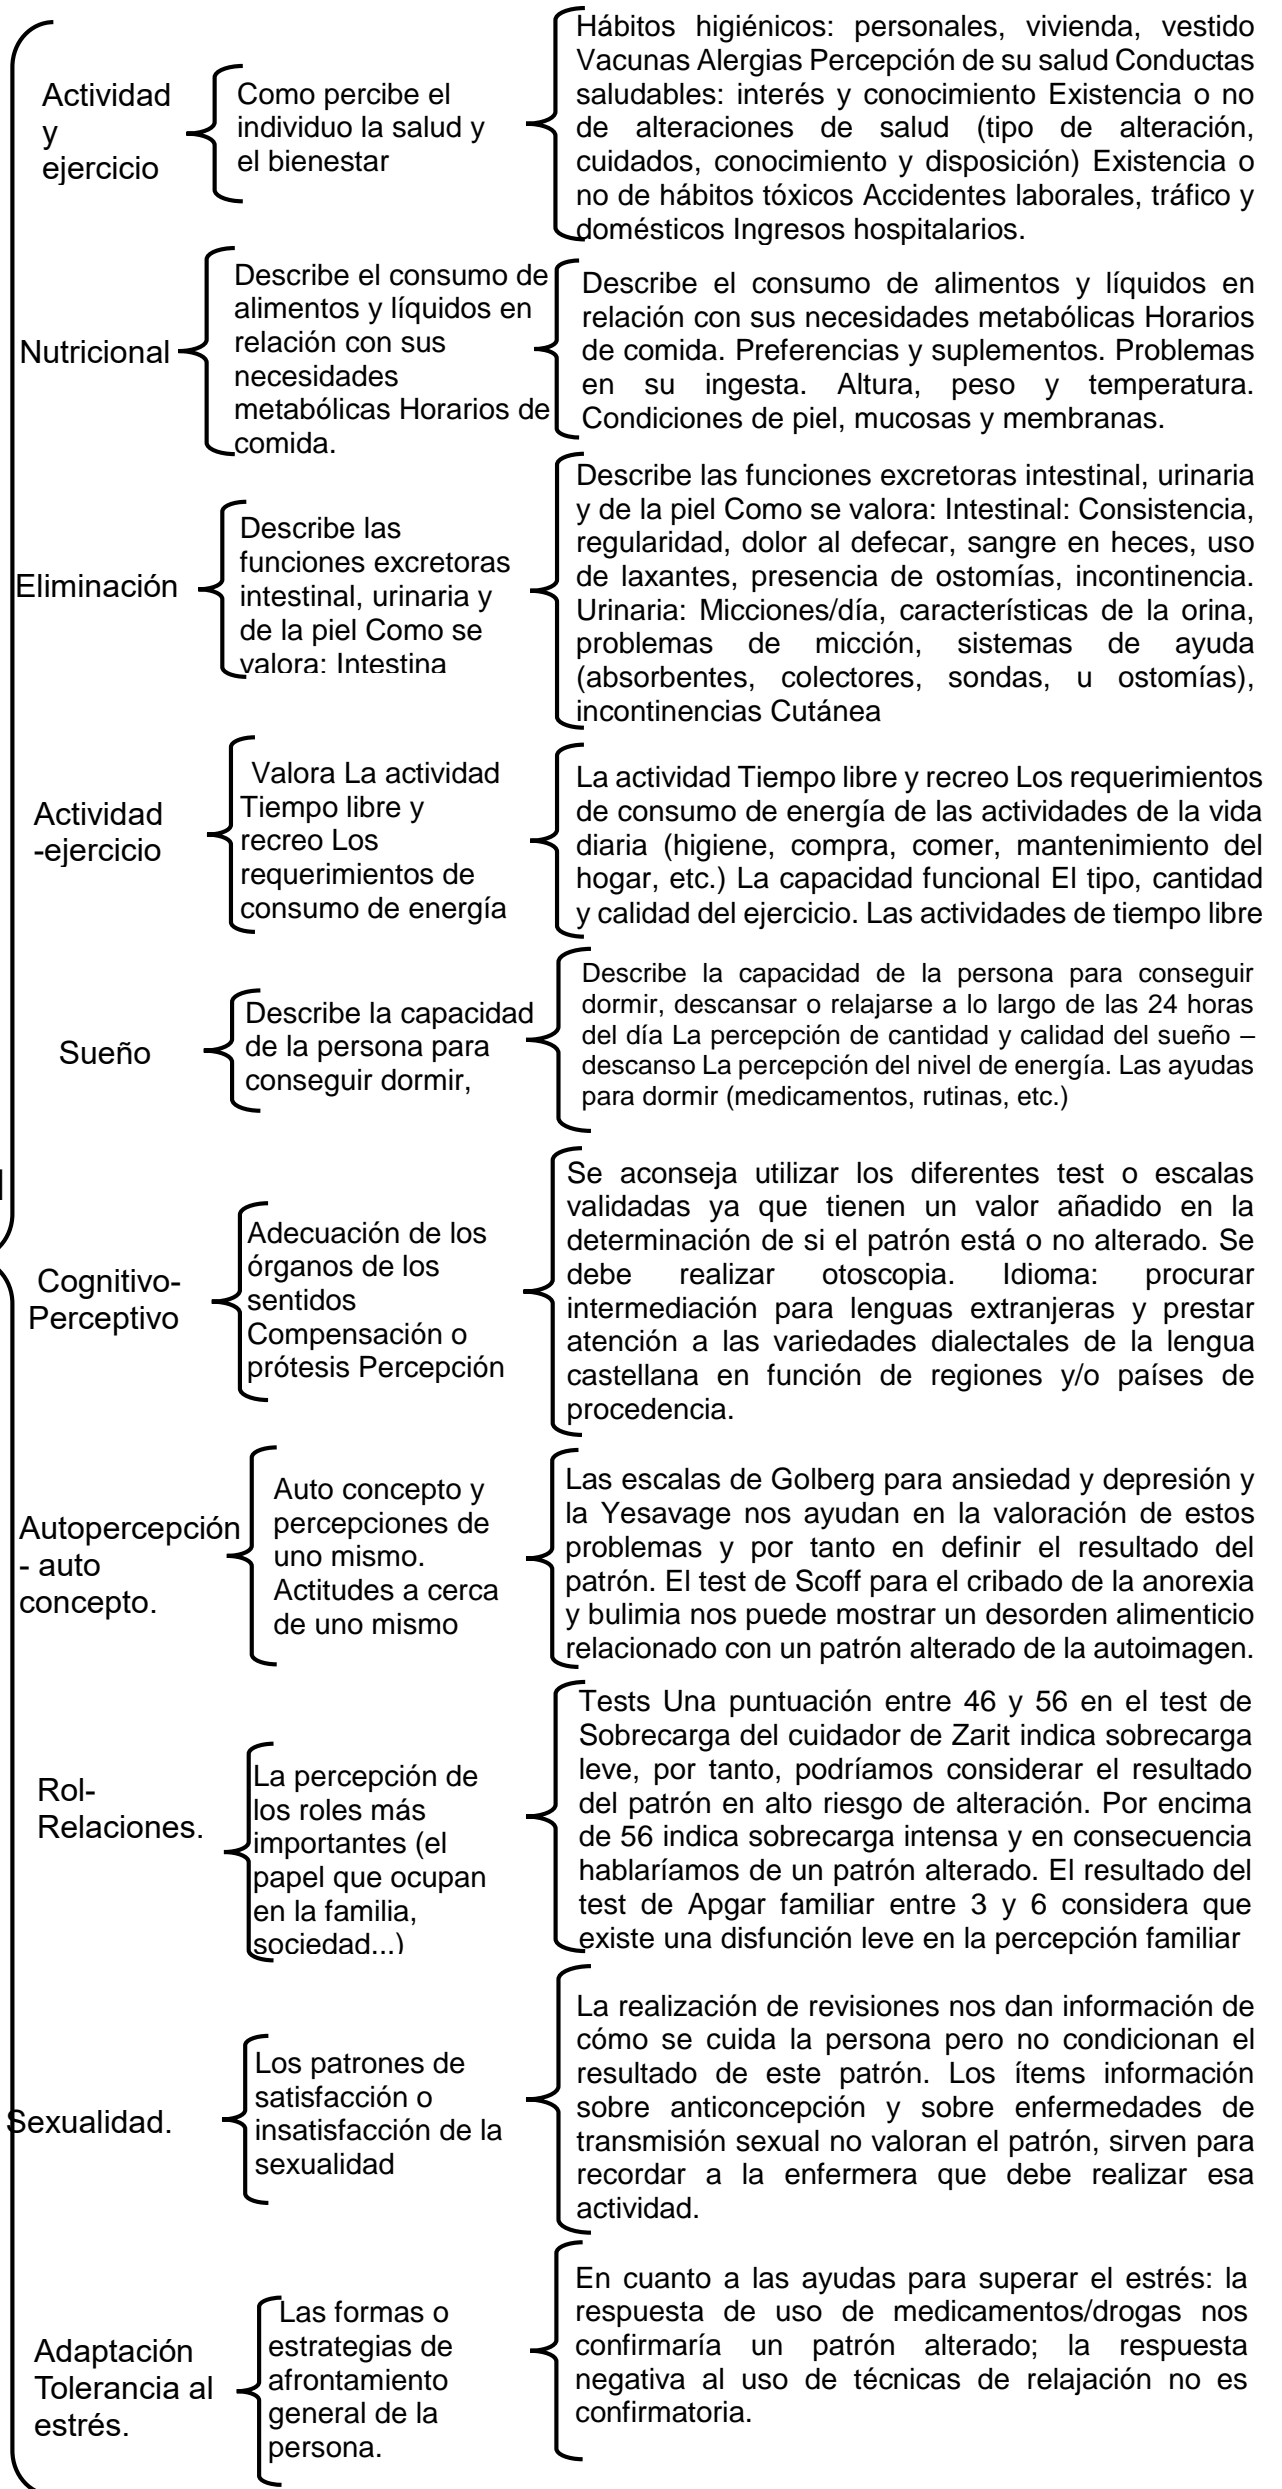 Actividad
y
ejercicio
Como percibe el
individuo la salud y
el bienestar
Hábitos higiénicos: personales, vivienda, vestido
Vacunas Alergias Percepción de su salud Conductas
saludables: interés y conocimiento Existencia o no
de alteraciones de salud (tipo de alteración,
cuidados, conocimiento y disposición) Existencia o
no de hábitos tóxicos Accidentes laborales, tráfico y
domésticos Ingresos hospitalarios.
Nutricional
Describe el consumo de
alimentos y líquidos en
relación con sus
necesidades
metabólicas Horarios de
comida.
Describe el consumo de alimentos y líquidos en
relación con sus necesidades metabólicas Horarios
de comida. Preferencias y suplementos. Problemas
en su ingesta. Altura, peso y temperatura.
Condiciones de piel, mucosas y membranas.
Eliminación
Describe las
funciones excretoras
intestinal, urinaria y
de la piel Como se
valora: Intestina
Describe las funciones excretoras intestinal, urinaria
y de la piel Como se valora: Intestinal: Consistencia,
regularidad, dolor al defecar, sangre en heces, uso
de laxantes, presencia de ostomías, incontinencia.
Urinaria: Micciones/día, características de la orina,
problemas de micción, sistemas de ayuda
(absorbentes, colectores, sondas, u ostomías),
incontinencias Cutánea
Actividad
-ejercicio
Valora La actividad
Tiempo libre y
recreo Los
requerimientos de
consumo de energía
La actividad Tiempo libre y recreo Los requerimientos
de consumo de energía de las actividades de la vida
diaria (higiene, compra, comer, mantenimiento del
hogar, etc.) La capacidad funcional El tipo, cantidad
y calidad del ejercicio. Las actividades de tiempo libre
Sueño
Describe la capacidad
de la persona para
conseguir dormir,
Describe la capacidad de la persona para conseguir
dormir, descansar o relajarse a lo largo de las 24 horas
del día La percepción de cantidad y calidad del sueño –
descanso La percepción del nivel de energía. Las ayudas
para dormir (medicamentos, rutinas, etc.)
Cognitivo-
Perceptivo
Adecuación de los
órganos de los
sentidos
Compensación o
prótesis Percepción
Se aconseja utilizar los diferentes test o escalas
validadas ya que tienen un valor añadido en la
determinación de si el patrón está o no alterado. Se
debe realizar otoscopia. Idioma: procurar
intermediación para lenguas extranjeras y prestar
atención a las variedades dialectales de la lengua
castellana en función de regiones y/o países de
procedencia.
Autopercepción
- auto
concepto.
Auto concepto y
percepciones de
uno mismo.
Actitudes a cerca
de uno mismo
Las escalas de Golberg para ansiedad y depresión y
la Yesavage nos ayudan en la valoración de estos
problemas y por tanto en definir el resultado del
patrón. El test de Scoff para el cribado de la anorexia
y bulimia nos puede mostrar un desorden alimenticio
relacionado con un patrón alterado de la autoimagen.
Rol-
Relaciones.
La percepción de
los roles más
importantes (el
papel que ocupan
en la familia,
sociedad...)
Tests Una puntuación entre 46 y 56 en el test de
Sobrecarga del cuidador de Zarit indica sobrecarga
leve, por tanto, podríamos considerar el resultado
del patrón en alto riesgo de alteración. Por encima
de 56 indica sobrecarga intensa y en consecuencia
hablaríamos de un patrón alterado. El resultado del
test de Apgar familiar entre 3 y 6 considera que
existe una disfunción leve en la percepción familiar
Sexualidad.
Los patrones de
satisfacción o
insatisfacción de la
sexualidad
La realización de revisiones nos dan información de
cómo se cuida la persona pero no condicionan el
resultado de este patrón. Los ítems información
sobre anticoncepción y sobre enfermedades de
transmisión sexual no valoran el patrón, sirven para
recordar a la enfermera que debe realizar esa
actividad.
Adaptación
Tolerancia al
estrés.
Las formas o
estrategias de
afrontamiento
general de la
persona.
En cuanto a las ayudas para superar el estrés: la
respuesta de uso de medicamentos/drogas nos
confirmaría un patrón alterado; la respuesta
negativa al uso de técnicas de relajación no es
confirmatoria.